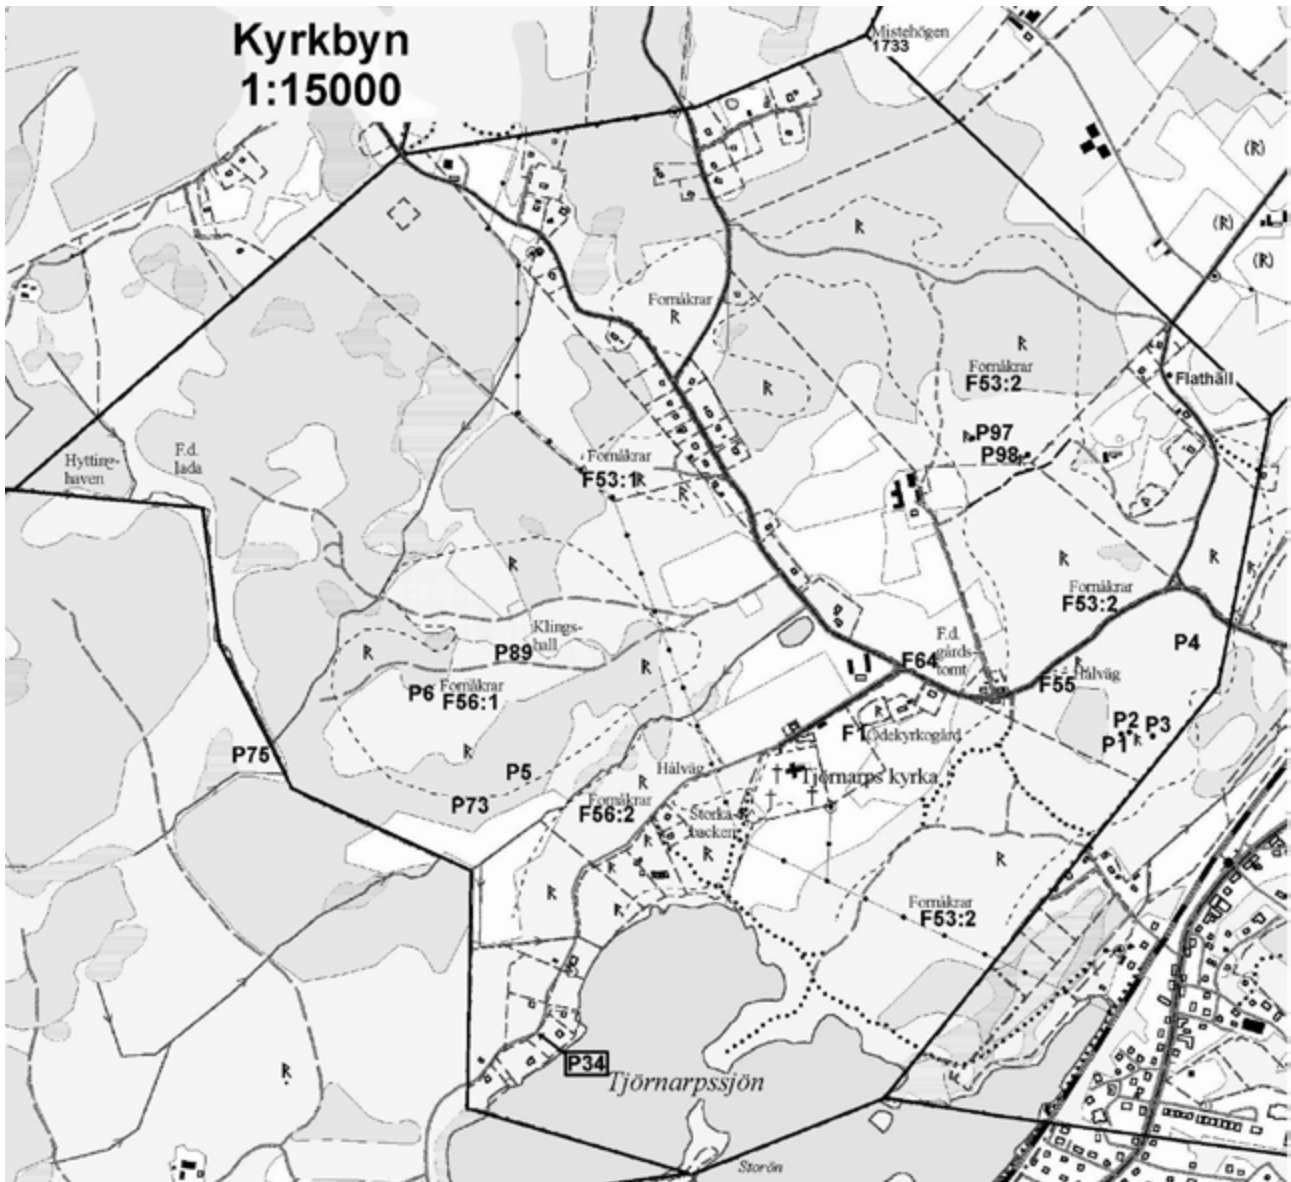 Kyrkbyn
1:15000
Mistehögen
1733
(R)
(R)
(R)
R
Fornåkrar
R
R
Fornåkrar
F53:2
Flathäll
R
P97
R
P98
Hytting-
haven
F.d.
lada
Fornåkrar
F53:1
R
R
R
R
R
Fornåkrar
F53:2
Klings-
hall
P89
R
R
F.d.
gårds-
tomt
F64
P4
P6
Fornåkrar
F56:1
R
F55
Hålväg
P75
R
F1
R
Ödekyrkogård
P2
P3
P1
R
P5
Hålväg
R
Tjörnarps kyrka
P73
Fornåkrar
F56:2
Storka-
backen
R
R
R
R
R
R
Fornåkrar
F53:2
R
P34
Tjörnarpssjön
Storön